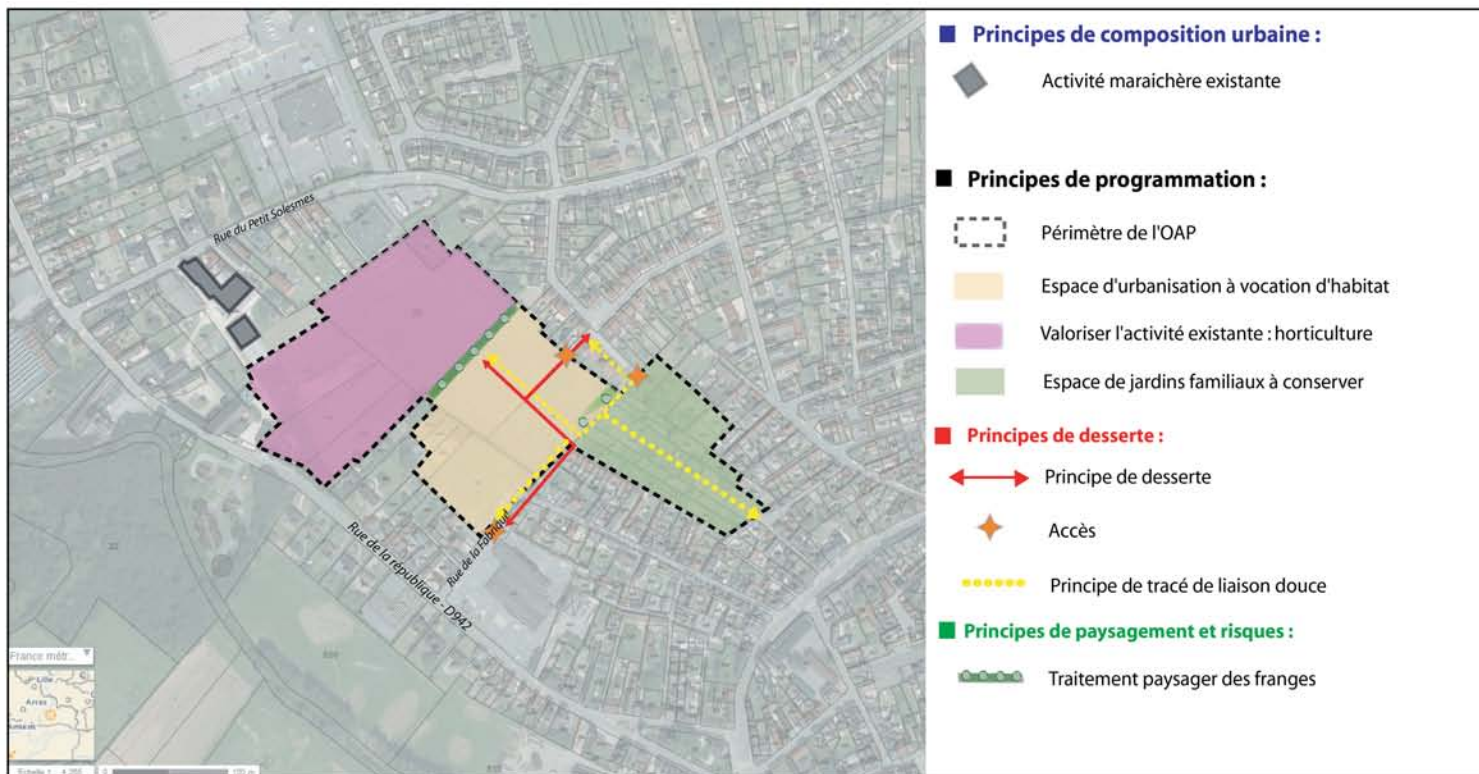 Principes de composition urbaine :
Activité maraichère existante
Principes de programmation :
Périmètre de l'OAP
Espace d'urbanisation à vocation d'habitat
Valoriser l'activité existante : horticulture
Espace de jardins familiaux à conserver
Principes de desserte :
Principe de desserte
Accès
Principe de tracé de liaison douce
Principes de paysagement et risques :
Traitement paysager des franges
Rue du Petit Solesmes
Rue de la Fabrique
Rue de la république - D942
France métr...
Lille
Arras